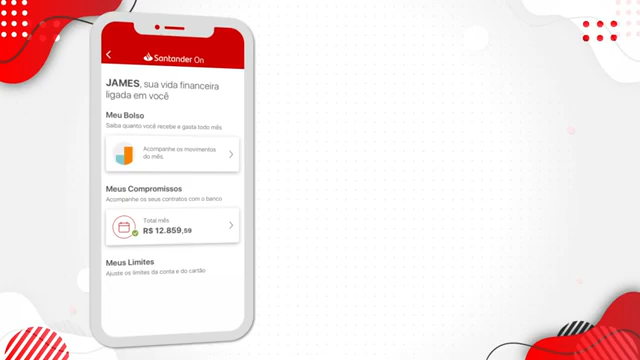 Santander On
JAMES, sua vida financeira
ligada em você
Meu Bolso
Saiba quanto você recebe e gasta todo mês
Acompanhe os movimentos
do mês.
Meus Compromissos
Acompanhe os seus contratos com o banco
Total mês
R$ 12.859,59
Meus Limites
Ajuste os limites da conta e do cartão